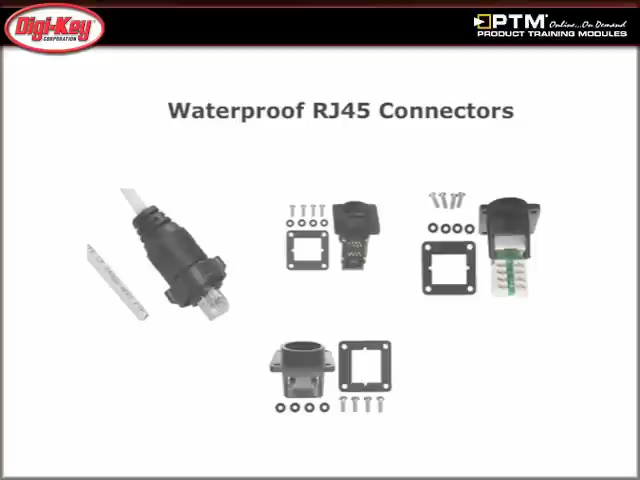 Digi-Key
CORPORATION
PTM
Online...On Demand
PRODUCT TRAINING MODULES
Waterproof RJ45 Connectors